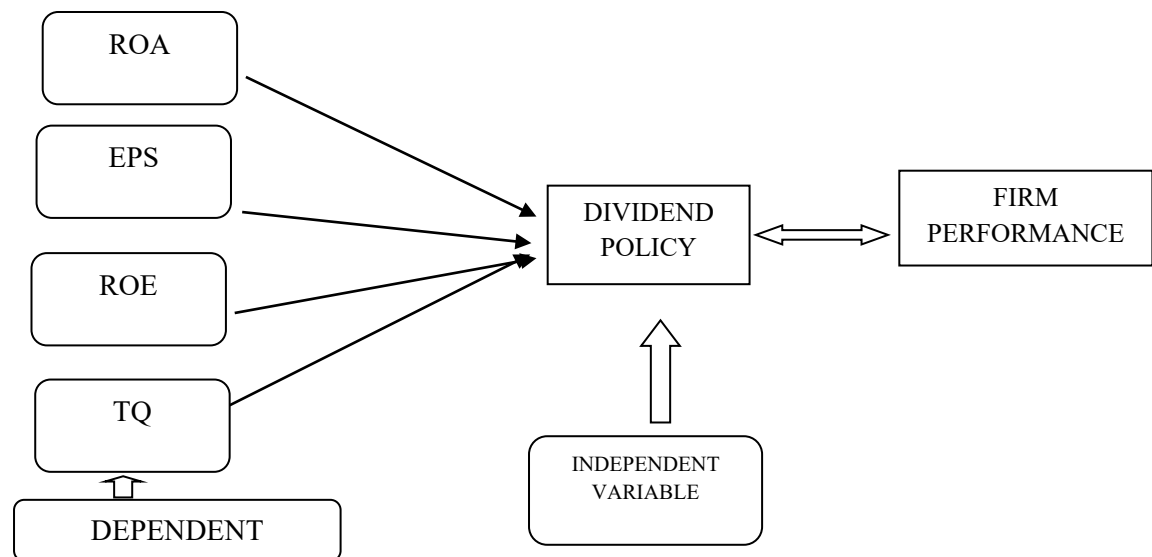 ROA
EPS
ROE
TQ
DEPENDENT
DIVIDEND
POLICY
INDEPENDENT
VARIABLE
FIRM
PERFORMANCE